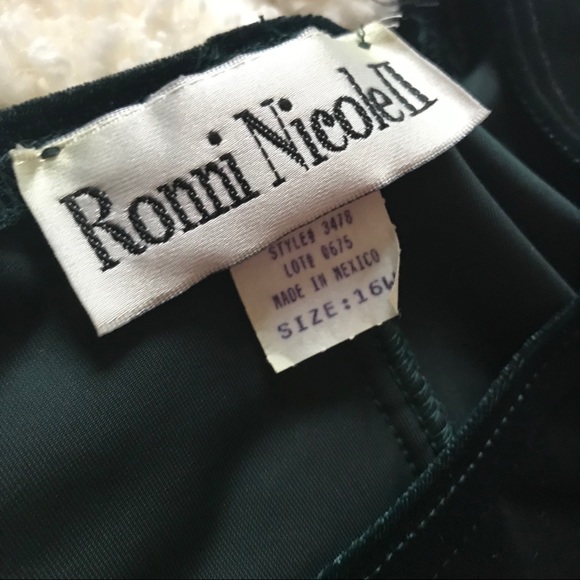 Ronni Nicole II
STYLE# 3478
LOT# 0675
MADE IN MEXICO
SIZE:16W